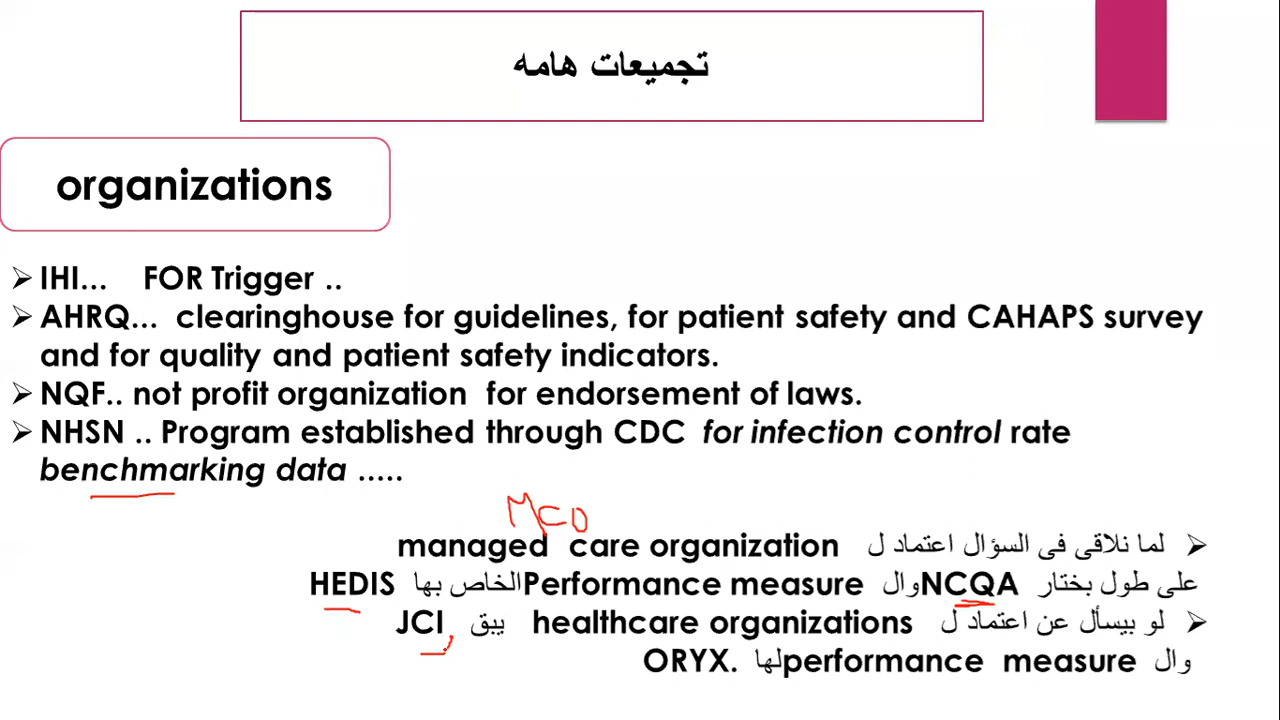 تجميعات هامه
organizations
IHI... FOR Trigger ..
AHRQ... clearinghouse for guidelines, for patient safety and CAHAPS survey
and for quality and patient safety indicators.
NQF.. not profit organization for endorsement of laws.
NHSN .. Program established through CDC for infection control rate
benchmarking data .....
MCO
لما نلاقى فى السؤال اعتماد ل managed care organization
على طول بختار NCQA وال Performance measure الخاص بها HEDIS
لو بيسأل عن اعتماد ل healthcare organizations يبق JCI
وال performance measure لها ORYX.